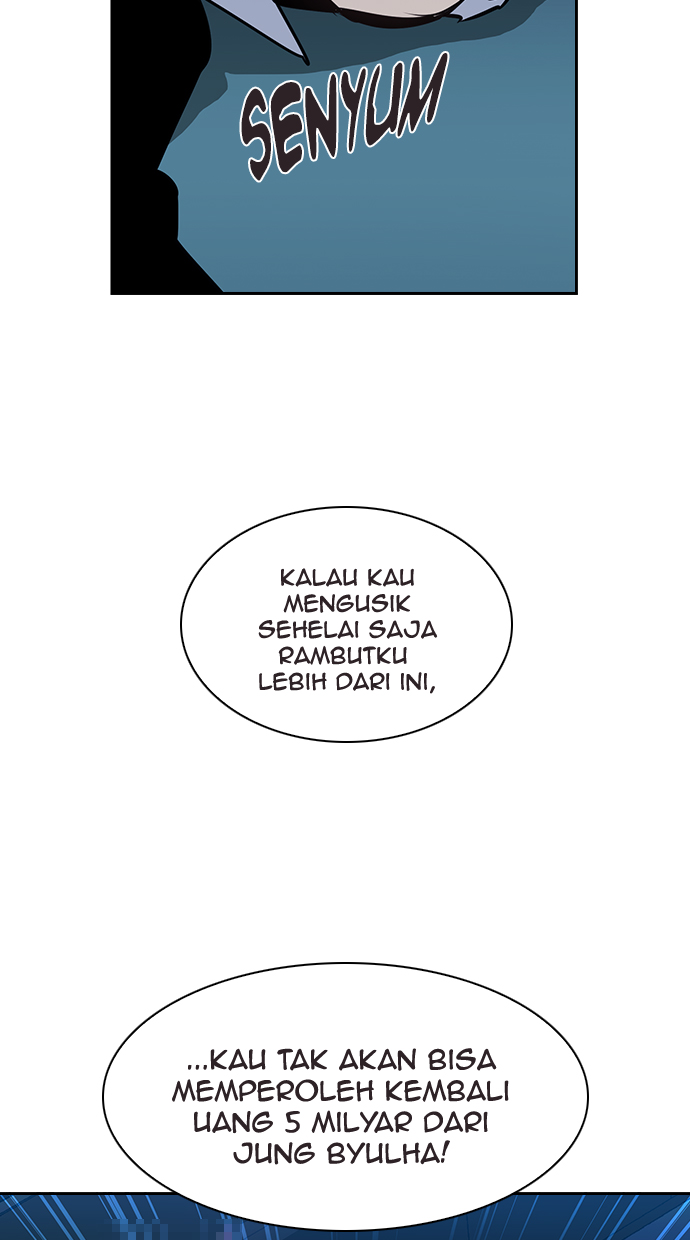 SENYUM
KALAU KAU
MENGUSIK
SEHELAI SAJA
RAMBUTKU
LEBIH DARI INI,
...KAU TAK AKAN BISA
MEMPEROLEH KEMBALI
UANG 5 MILYAR DARI
JUNG BYULHA!